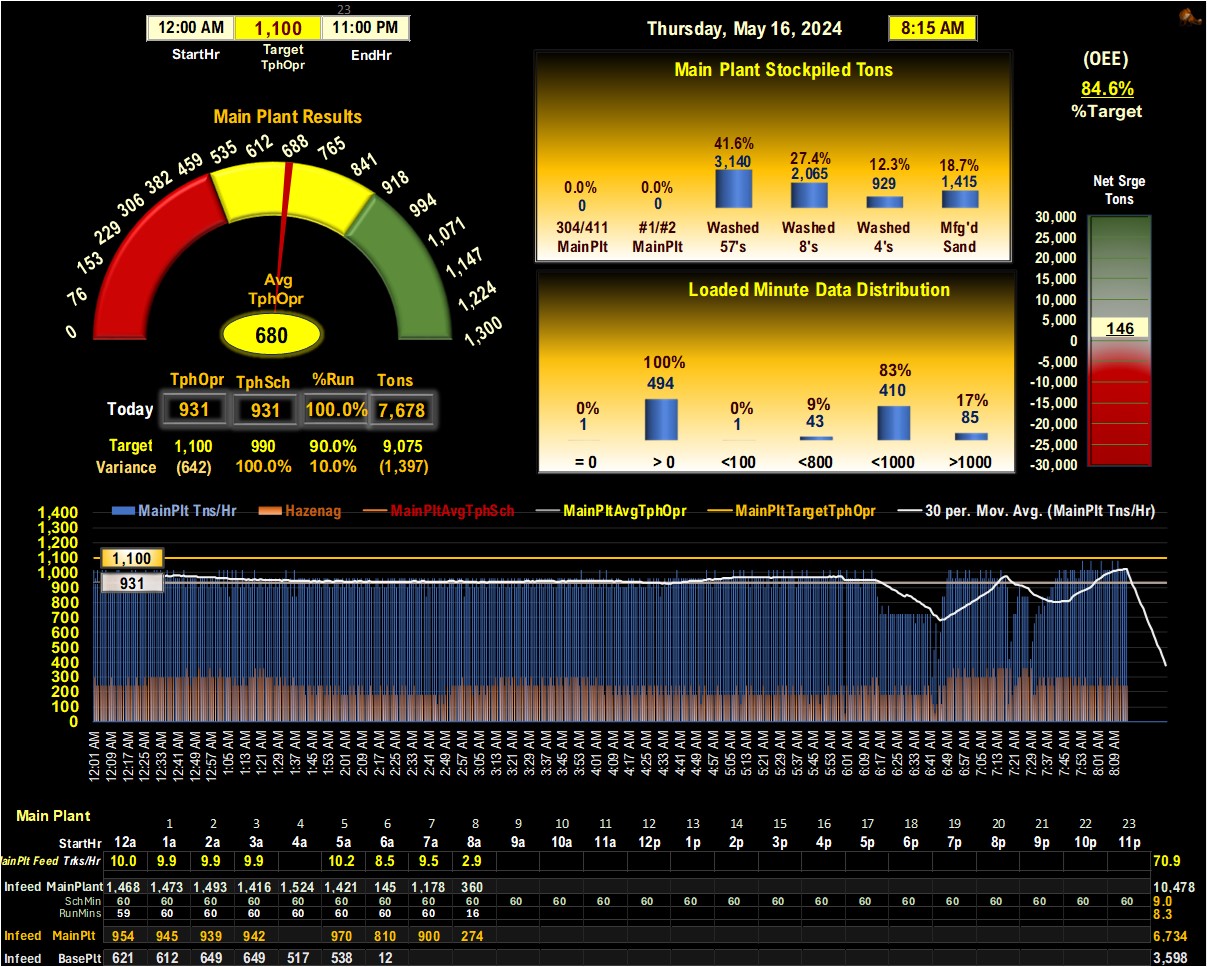 23
12:00 AM 1,100 11:00 PM
StartHr Target TphOpr EndHr
Thursday, May 16, 2024 8:15 AM
(OEE)
84.6%
%Target
Main Plant Results
0 76 153 229 306 382 459 535 612 688 765 841 918 994 1,071 1,147 1,224 1,300
Avg
TphOpr
680
TphOpr TphSch %Run Tons
Today 931 931 100.0% 7,678
Target 1,100 990 90.0% 9,075
Variance (642) 100.0% 10.0% (1,397)
Main Plant Stockpiled Tons
0.0% 0.0% 41.6% 27.4% 12.3% 18.7%
0 0 3,140 2,065 929 1,415
304/411 #1/#2 Washed Washed Washed Mfg'd
MainPlt MainPlt 57's 8's 4's Sand
Loaded Minute Data Distribution
0% 100% 0% 9% 83% 17%
1 494 1 43 410 85
= 0 > 0 <100 <800 <1000 >1000
Net Srge
Tons
30,000
25,000
20,000
15,000
10,000
5,000
146
0
-5,000
-10,000
-15,000
-20,000
-25,000
-30,000
MainPlt Tns/Hr Hazenag MainPltAvgTphSch MainPltAvgTphOpr MainPltTargetTphOpr 30 per. Mov. Avg. (MainPlt Tns/Hr)
1,400
1,300
1,200
1,100
1,000
900
800
700
600
500
400
300
200
100
0
1,100
931
12:01 AM 12:09 AM 12:17 AM 12:25 AM 12:33 AM 12:41 AM 12:49 AM 12:57 AM 1:05 AM 1:13 AM 1:21 AM 1:29 AM 1:37 AM 1:45 AM 1:53 AM 2:01 AM 2:09 AM 2:17 AM 2:25 AM 2:33 AM 2:41 AM 2:49 AM 2:57 AM 3:05 AM 3:13 AM 3:21 AM 3:29 AM 3:37 AM 3:45 AM 3:53 AM 4:01 AM 4:09 AM 4:17 AM 4:25 AM 4:33 AM 4:41 AM 4:49 AM 4:57 AM 5:05 AM 5:13 AM 5:21 AM 5:29 AM 5:37 AM 5:45 AM 5:53 AM 6:01 AM 6:09 AM 6:17 AM 6:25 AM 6:33 AM 6:41 AM 6:49 AM 6:57 AM 7:05 AM 7:13 AM 7:21 AM 7:29 AM 7:37 AM 7:45 AM 7:53 AM 8:01 AM 8:09 AM
Main Plant
1 2 3 4 5 6 7 8 9 10 11 12 13 14 15 16 17 18 19 20 21 22 23
StartHr 12a 1a 2a 3a 4a 5a 6a 7a 8a 9a 10a 11a 12p 1p 2p 3p 4p 5p 6p 7p 8p 9p 10p 11p
ainPlt Feed Trks/Hr 10.0 9.9 9.9 9.9 10.2 8.5 9.5 2.9 70.9
Infeed MainPlant 1,468 1,473 1,493 1,416 1,524 1,421 145 1,178 360 10,478
SchMin 60 60 60 60 60 60 60 60 60 60 60 60 60 60 60 60 60 60 60 60 60 60 60 60 9.0
RunMins 59 60 60 60 60 60 60 60 16 8.3
Infeed MainPlt 954 945 939 942 970 810 900 274 6,734
Infeed BasePlt 621 612 649 649 517 538 12 3,598